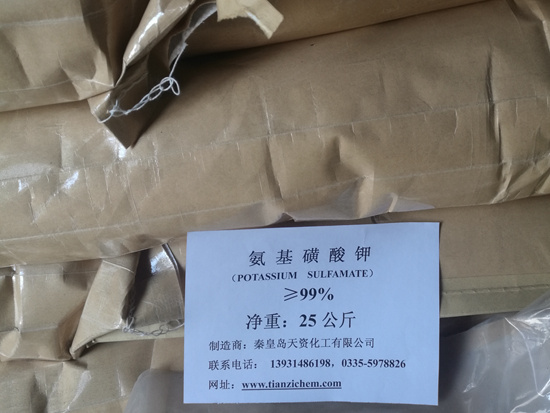 氨基磺酸钾
(POTASSIUM SULFAMATE)
≥99%
净重：25公斤
制造商：秦皇岛天资化工有限公司
联系电话： 13931486198，0335-5978826
网址：www.tianzichem.com